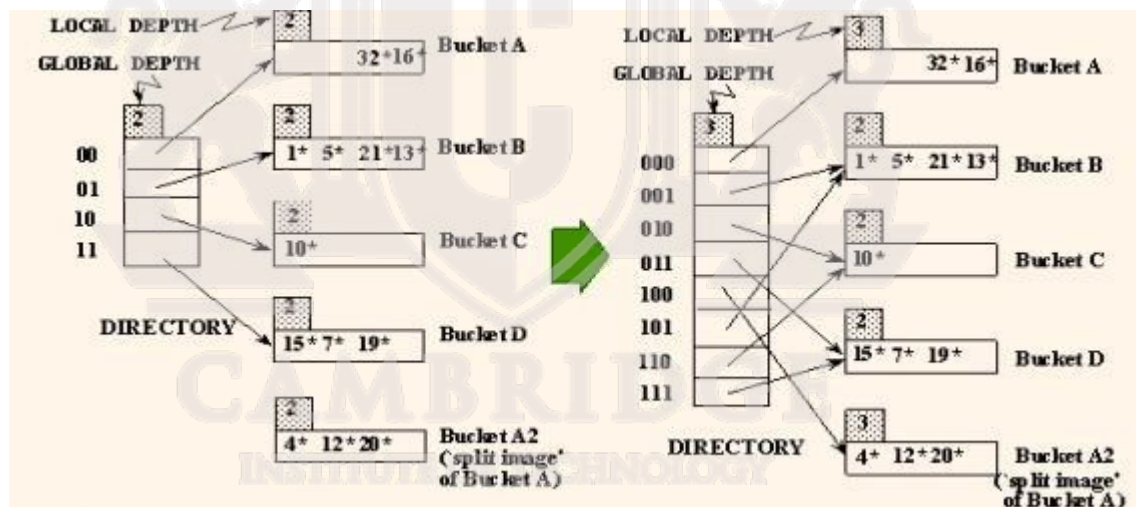 LOCAL DEPTH
GLOBAL DEPTH
2
00
01
10
11
DIRECTORY
2
32* 16*
Bucket A
2
1* 5* 21* 13*
Bucket B
2
10*
Bucket C
2
15* 7* 19*
Bucket D
2
4* 12* 20*
Bucket A2
('split image'
of Bucket A)
LOCAL DEPTH
GLOBAL DEPTH
3
000
001
010
011
100
101
110
111
DIRECTORY
3
32* 16*
Bucket A
2
1* 5* 21* 13*
Bucket B
2
10*
Bucket C
2
15* 7* 19*
Bucket D
3
4* 12* 20*
Bucket A2
('split image'
of Bucket A)
CAMBRIDGE
INSTITUTE TECHNOLOGY